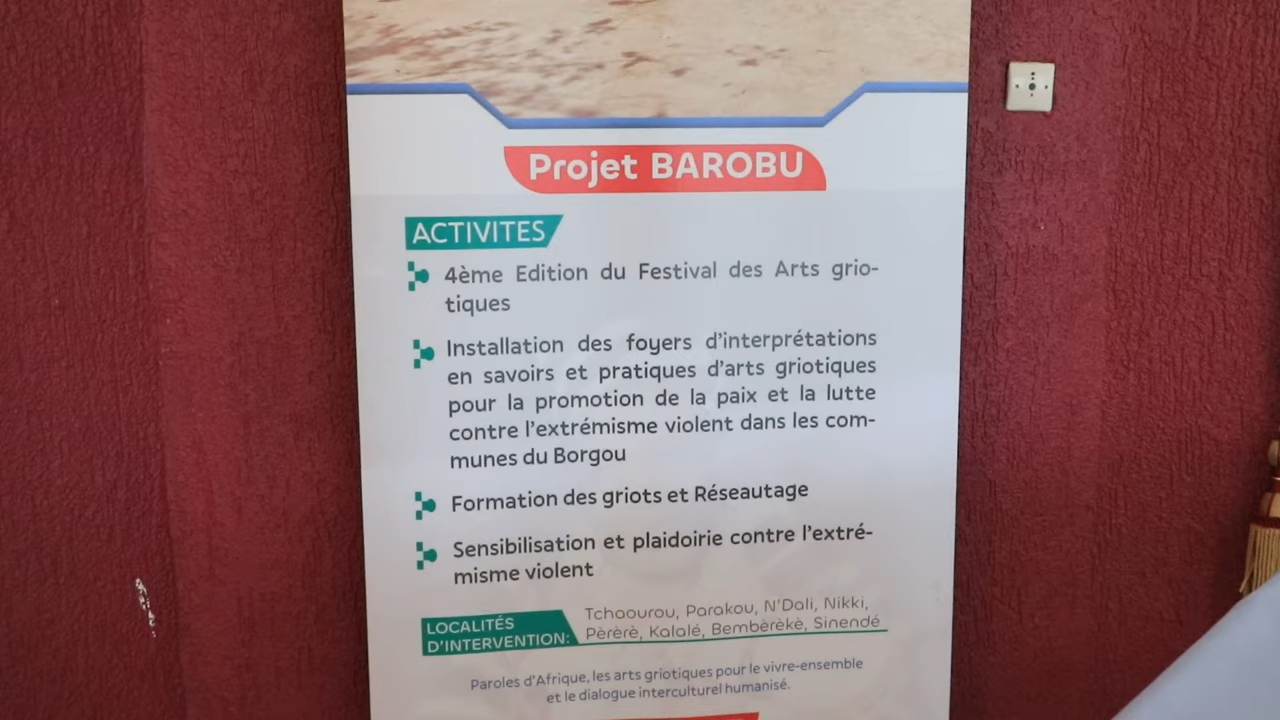 Projet BAROBU
ACTIVITES
4ème Edition du Festival des Arts grio-
tiques
Installation des foyers d'interprétations
en savoirs et pratiques d'arts griotiques
pour la promotion de la paix et la lutte
contre l'extrémisme violent dans les com-
munes du Borgou
Formation des griots et Réseautage
Sensibilisation et plaidoirie contre l'extré-
misme violent
LOCALITÉS
D'INTERVENTION:
Tchaourou, Parakou, N'Dali, Nikki,
Pèrèrè, Kalalé, Bembèrèkè, Sinendé
Paroles d'Afrique, les arts griotiques pour le vivre-ensemble
et le dialogue interculturel humanisé.